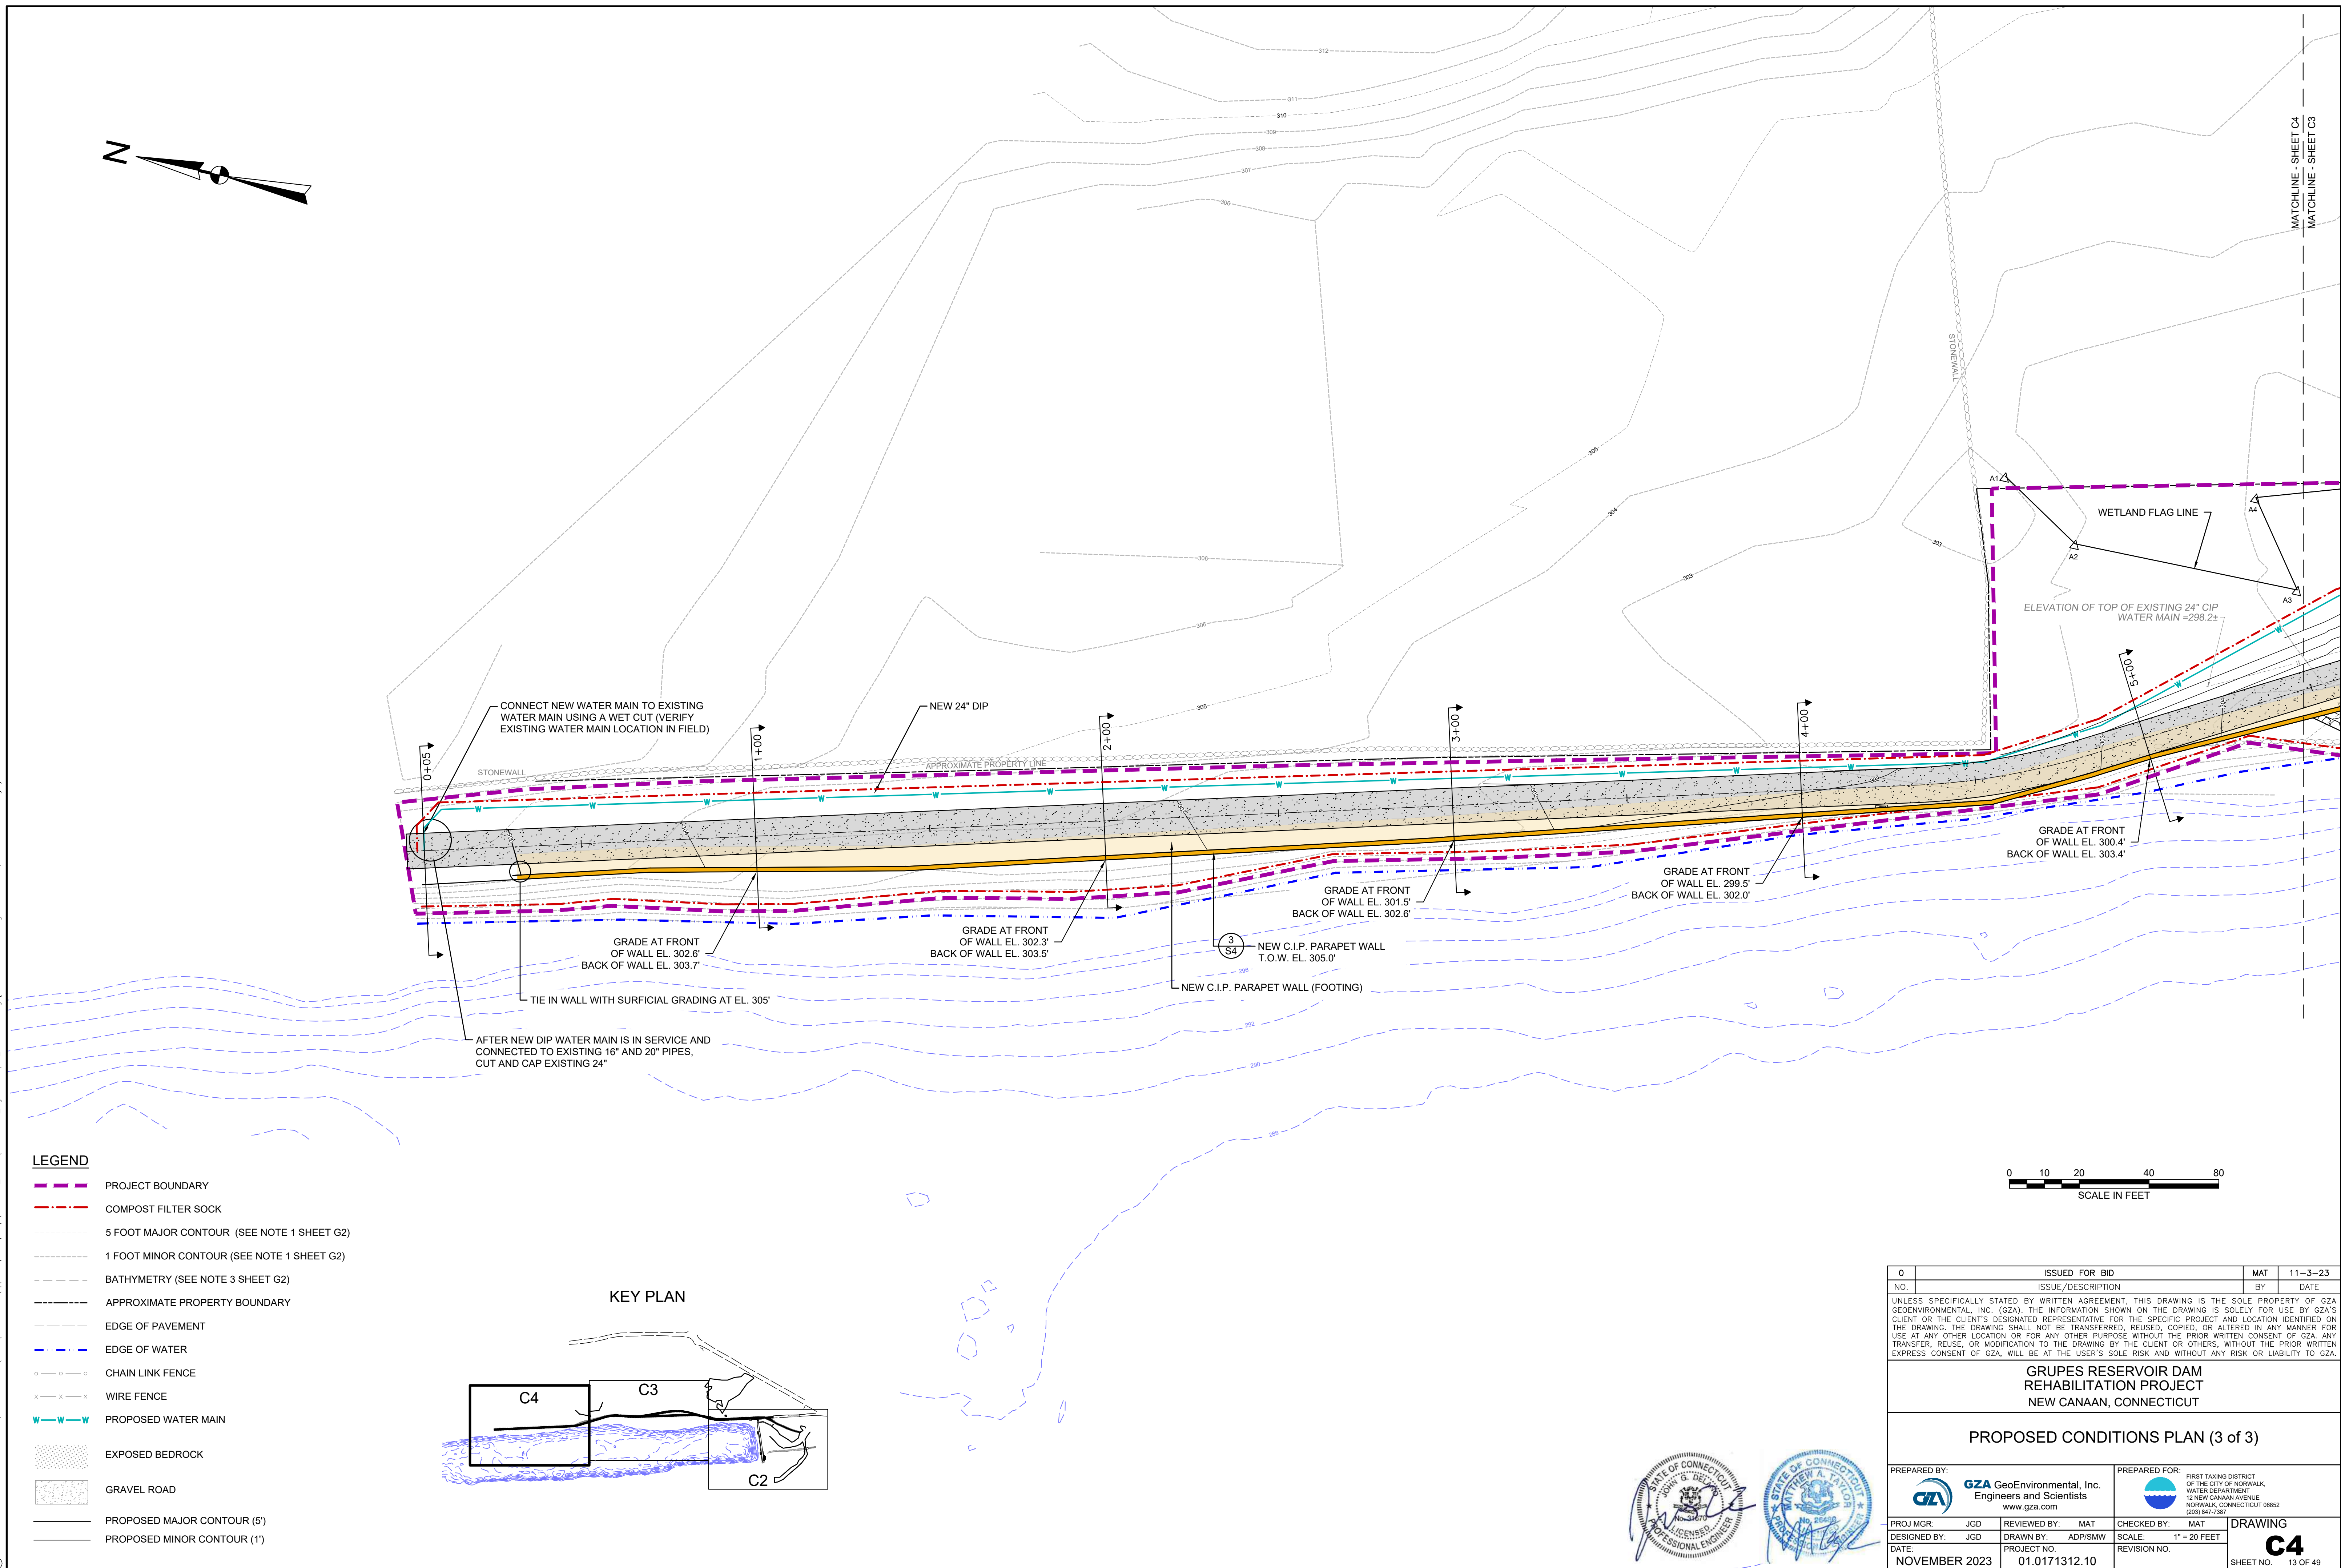 312
311
310
309
308
307
306
305
304
303
303
306
306
305
N
MATCHLINE - SHEET C4
MATCHLINE - SHEET C3
STONEWALL
A1
A2
A3
A4
WETLAND FLAG LINE
ELEVATION OF TOP OF EXISTING 24" CIP
WATER MAIN =298.2±
CONNECT NEW WATER MAIN TO EXISTING
WATER MAIN USING A WET CUT (VERIFY
EXISTING WATER MAIN LOCATION IN FIELD)
NEW 24" DIP
0+05
1+00
2+00
3+00
4+00
5+00
STONEWALL
APPROXIMATE PROPERTY LINE
W W W W W W W W W W W W W W W W W
GRADE AT FRONT
OF WALL EL. 302.6'
BACK OF WALL EL. 303.7'
GRADE AT FRONT
OF WALL EL. 302.3'
BACK OF WALL EL. 303.5'
GRADE AT FRONT
OF WALL EL. 301.5'
BACK OF WALL EL. 302.6'
GRADE AT FRONT
OF WALL EL. 299.5'
BACK OF WALL EL. 302.0'
GRADE AT FRONT
OF WALL EL. 300.4'
BACK OF WALL EL. 303.4'
3
S4
NEW C.I.P. PARAPET WALL
T.O.W. EL. 305.0'
NEW C.I.P. PARAPET WALL (FOOTING)
TIE IN WALL WITH SURFICIAL GRADING AT EL. 305'
AFTER NEW DIP WATER MAIN IS IN SERVICE AND
CONNECTED TO EXISTING 16" AND 20" PIPES,
CUT AND CAP EXISTING 24"
292
290
288
LEGEND
PROJECT BOUNDARY
COMPOST FILTER SOCK
5 FOOT MAJOR CONTOUR (SEE NOTE 1 SHEET G2)
1 FOOT MINOR CONTOUR (SEE NOTE 1 SHEET G2)
BATHYMETRY (SEE NOTE 3 SHEET G2)
APPROXIMATE PROPERTY BOUNDARY
EDGE OF PAVEMENT
EDGE OF WATER
CHAIN LINK FENCE
WIRE FENCE
W W W PROPOSED WATER MAIN
EXPOSED BEDROCK
GRAVEL ROAD
PROPOSED MAJOR CONTOUR (5')
PROPOSED MINOR CONTOUR (1')
KEY PLAN
C4
C3
C2
0 10 20 40 80
SCALE IN FEET
STATE OF CONNECTICUT
LICENSED
PROFESSIONAL ENGINEER
STATE OF CONNECTICUT
MATTHEW A. TAYLOR
PROFESSIONAL ENGINEER
0 ISSUED FOR BID MAT 11-3-23
NO. ISSUE/DESCRIPTION BY DATE
UNLESS SPECIFICALLY STATED BY WRITTEN AGREEMENT, THIS DRAWING IS THE SOLE PROPERTY OF GZA
GEOENVIRONMENTAL, INC. (GZA). THE INFORMATION SHOWN ON THE DRAWING IS SOLELY FOR USE BY GZA'S
CLIENT OR THE CLIENT'S DESIGNATED REPRESENTATIVE FOR THE SPECIFIC PROJECT AND LOCATION IDENTIFIED ON
THE DRAWING. THE DRAWING SHALL NOT BE TRANSFERRED, REUSED, COPIED, OR ALTERED IN ANY MANNER FOR
USE AT ANY OTHER LOCATION OR FOR ANY OTHER PURPOSE WITHOUT THE PRIOR WRITTEN CONSENT OF GZA. ANY
TRANSFER, REUSE, OR MODIFICATION TO THE DRAWING BY THE CLIENT OR OTHERS, WITHOUT THE PRIOR WRITTEN
EXPRESS CONSENT OF GZA, WILL BE AT THE USER'S SOLE RISK AND WITHOUT ANY RISK OR LIABILITY TO GZA.
GRUPES RESERVOIR DAM
REHABILITATION PROJECT
NEW CANAAN, CONNECTICUT
PROPOSED CONDITIONS PLAN (3 of 3)
PREPARED BY:
GZA
GZA GeoEnvironmental, Inc.
Engineers and Scientists
www.gza.com
PREPARED FOR:
FIRST TAXING DISTRICT
OF THE CITY OF NORWALK,
WATER DEPARTMENT
12 NEW CANAAN AVENUE
NORWALK, CONNECTICUT 06852
(203) 847-7387
PROJ MGR: JGD REVIEWED BY: MAT CHECKED BY: MAT
DESIGNED BY: JGD DRAWN BY: ADP/SMW SCALE: 1" = 20 FEET
DATE: PROJECT NO. REVISION NO.
NOVEMBER 2023 01.0171312.10
DRAWING
C4
SHEET NO. 13 OF 49